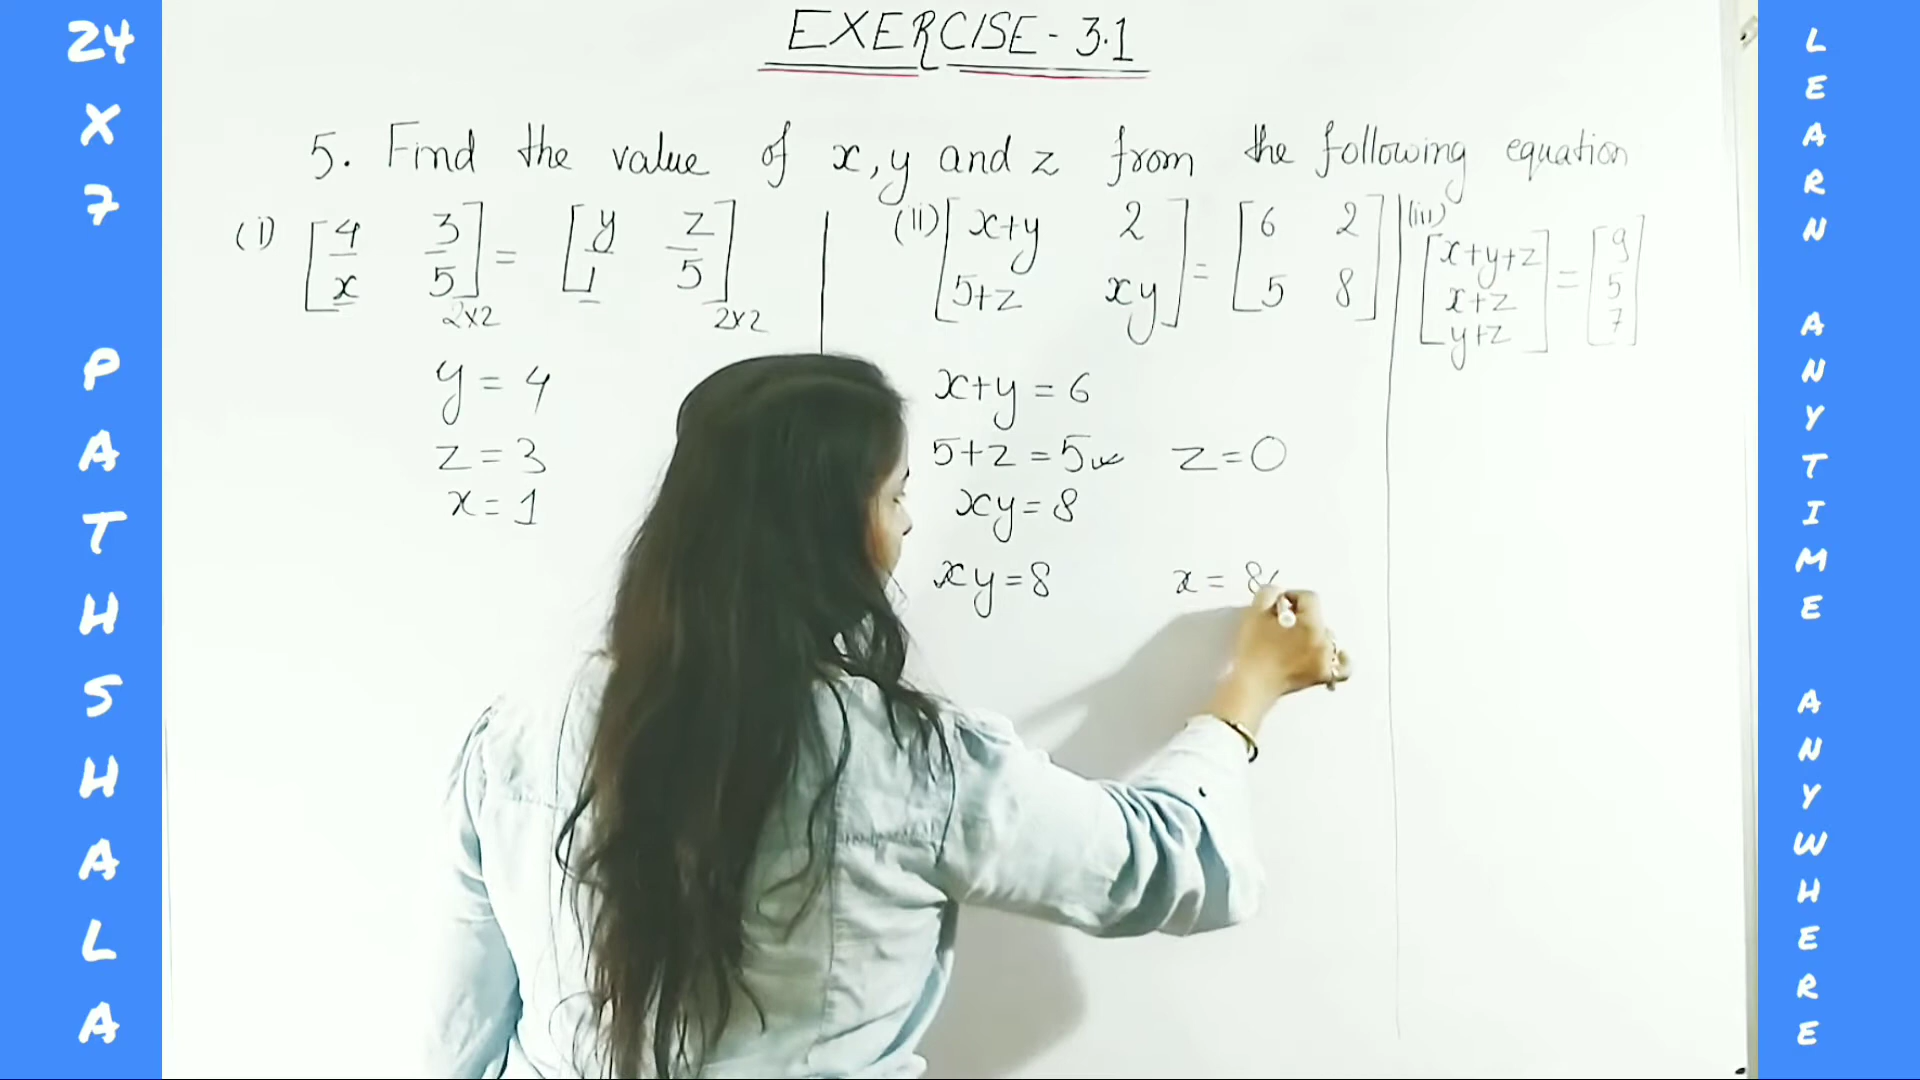 24 X 7 PATHSHALA
EXERCISE - 3.1
5. Find the value of x, y and z from the following equation
(i) [4 3
x 5]2x2 = [y z
1 5]2x2
y = 4
z = 3
x = 1
(ii) [x+y 2
5+z xy] = [6 2
5 8]
x+y = 6
5+z = 5 z = 0
xy = 8
xy = 8 x = 8
(iii)
[x+y+z
x+z
y+z] = [9
5
7]
LEARN ANYTIME ANYWHERE